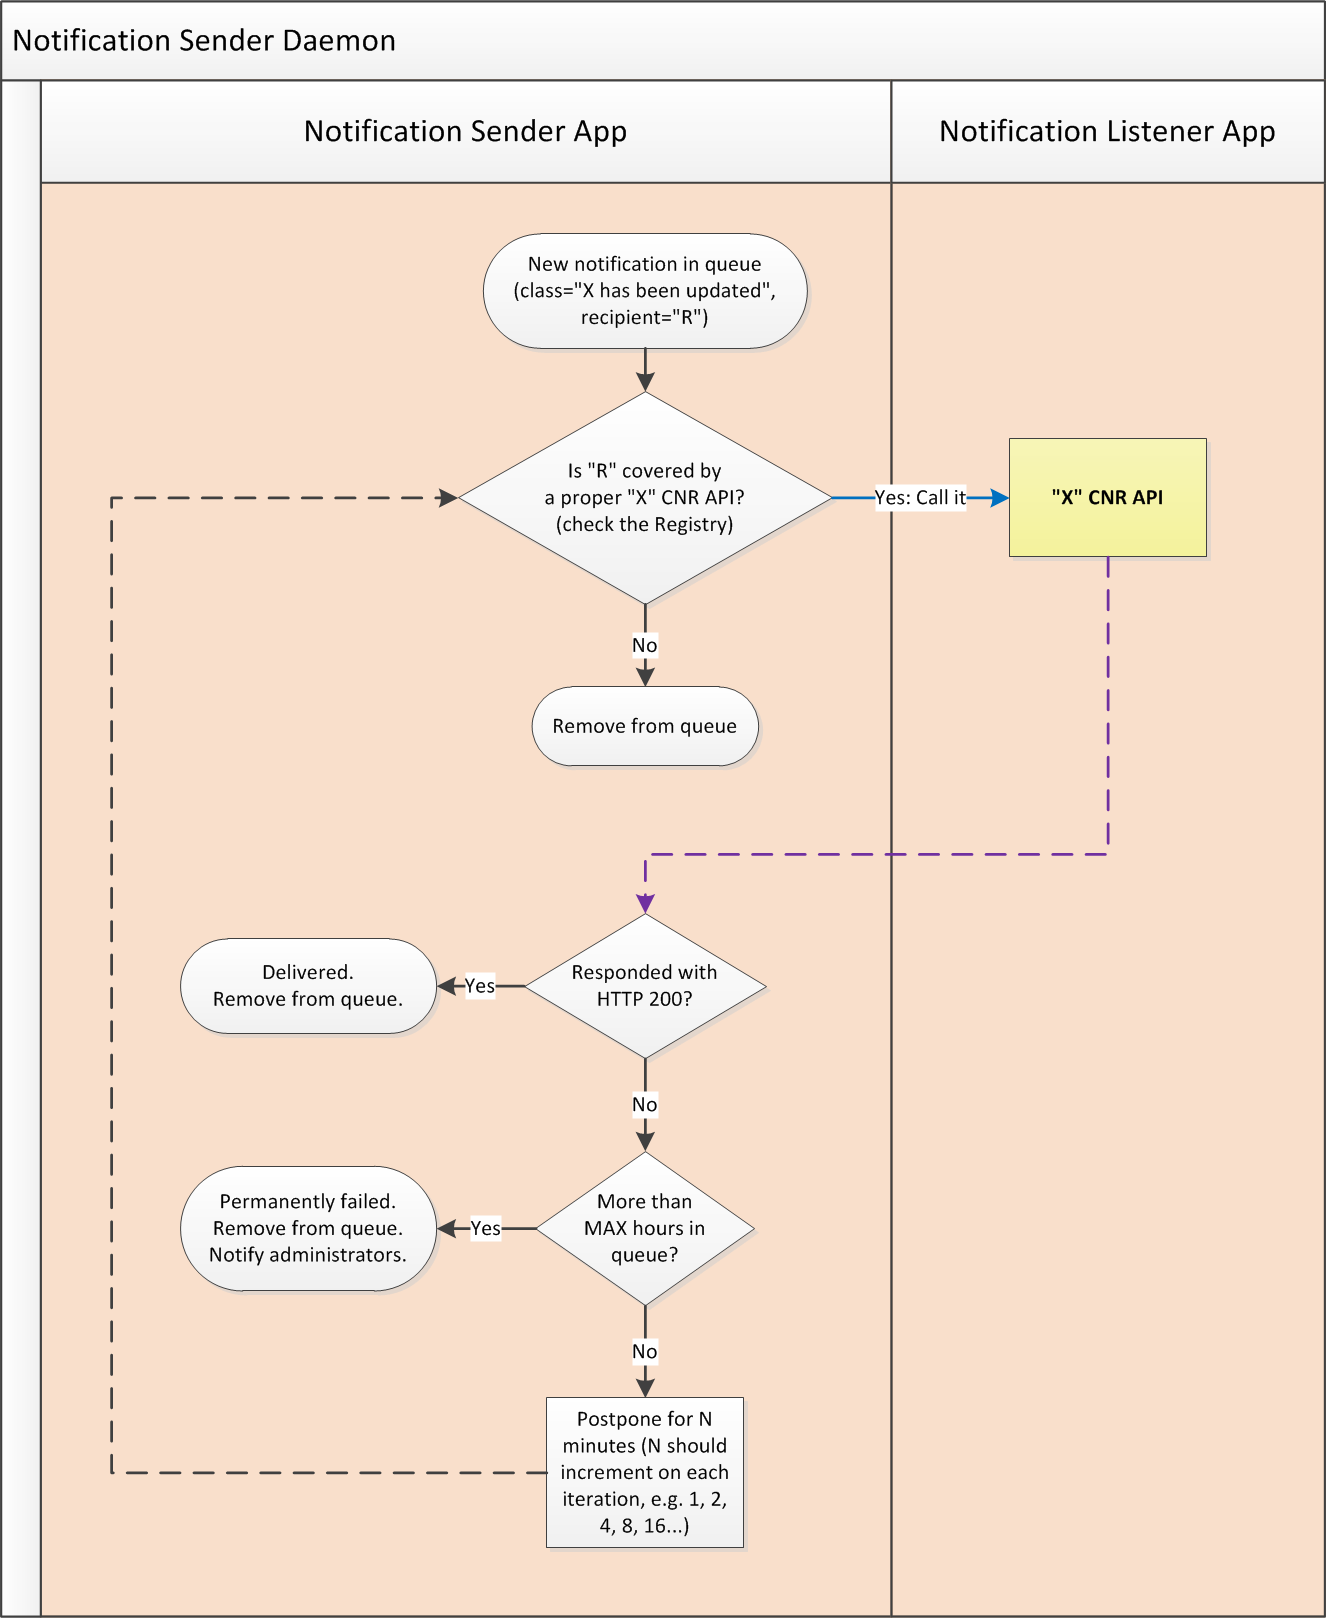 Notification Sender Daemon
Notification Sender App
Notification Listener App
New notification in queue
(class="X has been updated",
recipient="R")
Is "R" covered by
a proper "X" CNR API?
(check the Registry)
Yes: Call it
"X" CNR API
No
Remove from queue
Responded with
HTTP 200?
Yes
Delivered.
Remove from queue.
No
More than
MAX hours in
queue?
Yes
Permanently failed.
Remove from queue.
Notify administrators.
No
Postpone for N
minutes (N should
increment on each
iteration, e.g. 1, 2,
4, 8, 16...)